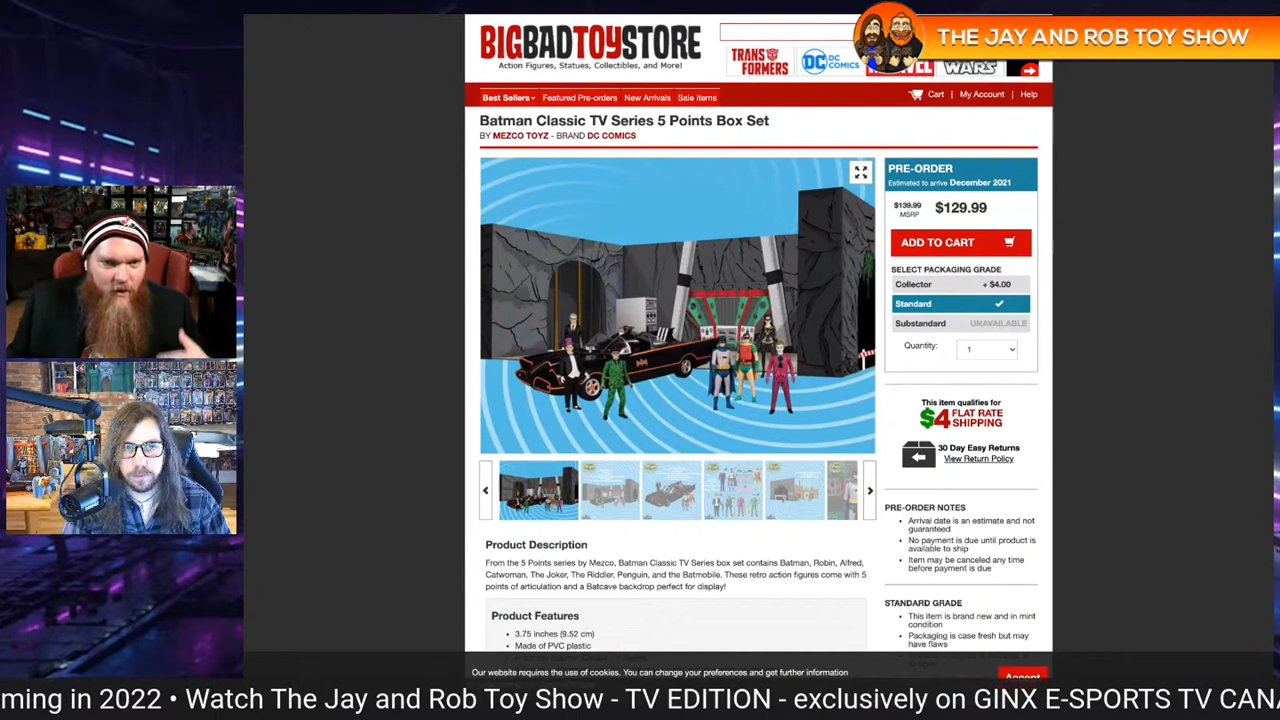 BIGBADTOYSTORE
Action Figures, Statues, Collectibles, and More!
TRANSFORMERS
DC COMICS
MARVEL
WARS
THE JAY AND ROB TOY SHOW
Best Sellers
Featured Pre-orders
New Arrivals
Sale Items
Cart | My Account | Help
Batman Classic TV Series 5 Points Box Set
BY MEZCO TOYZ - BRAND DC COMICS
PRE-ORDER
Estimated to arrive December 2021
$139.99 $129.99
MSRP
ADD TO CART
SELECT PACKAGING GRADE
Collector + $4.00
Standard
Substandard UNAVAILABLE
Quantity: 1
This item qualifies for
$4 FLAT RATE SHIPPING
30 Day Easy Returns
View Return Policy
PRE-ORDER NOTES
• Arrival date is an estimate and not
guaranteed
• No payment is due until product is
available to ship
• Item may be canceled any time
before payment is due
STANDARD GRADE
• This item is brand new and in mint
condition
• Packaging is case fresh but may
have flaws
Product Description
From the 5 Points series by Mezco, Batman Classic TV Series box set contains Batman, Robin, Alfred,
Catwoman, The Joker, The Riddler, Penguin, and the Batmobile. These retro action figures come with 5
points of articulation and a Batcave backdrop perfect for display!
Product Features
• 3.75 inches (9.52 cm)
• Made of PVC plastic
Our website requires the use of cookies. You can change your preferences and get further information
Accept
ming in 2022 • Watch The Jay and Rob Toy Show - TV EDITION - exclusively on GINX E-SPORTS TV CAN